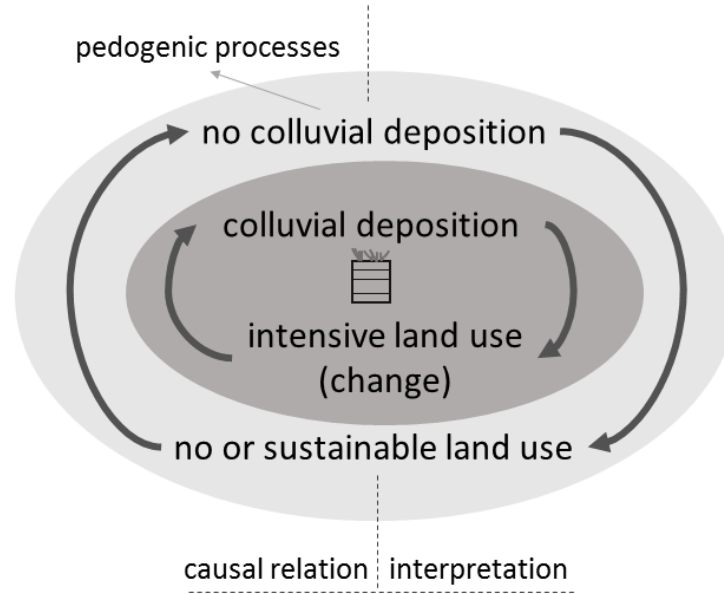 pedogenic processes
no colluvial deposition
colluvial deposition
intensive land use
(change)
no or sustainable land use
causal relation interpretation